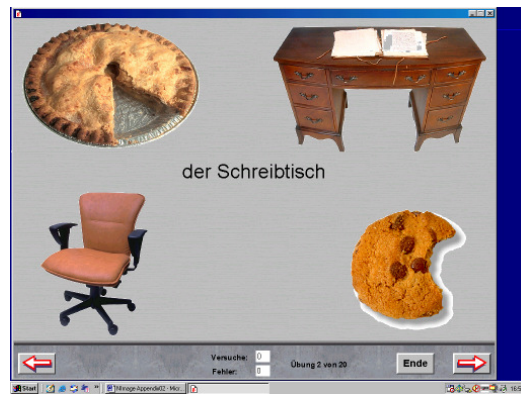 der Schreibtisch
Versuche: 0
Fehler: 0
Übung 2 von 20
Ende
Start